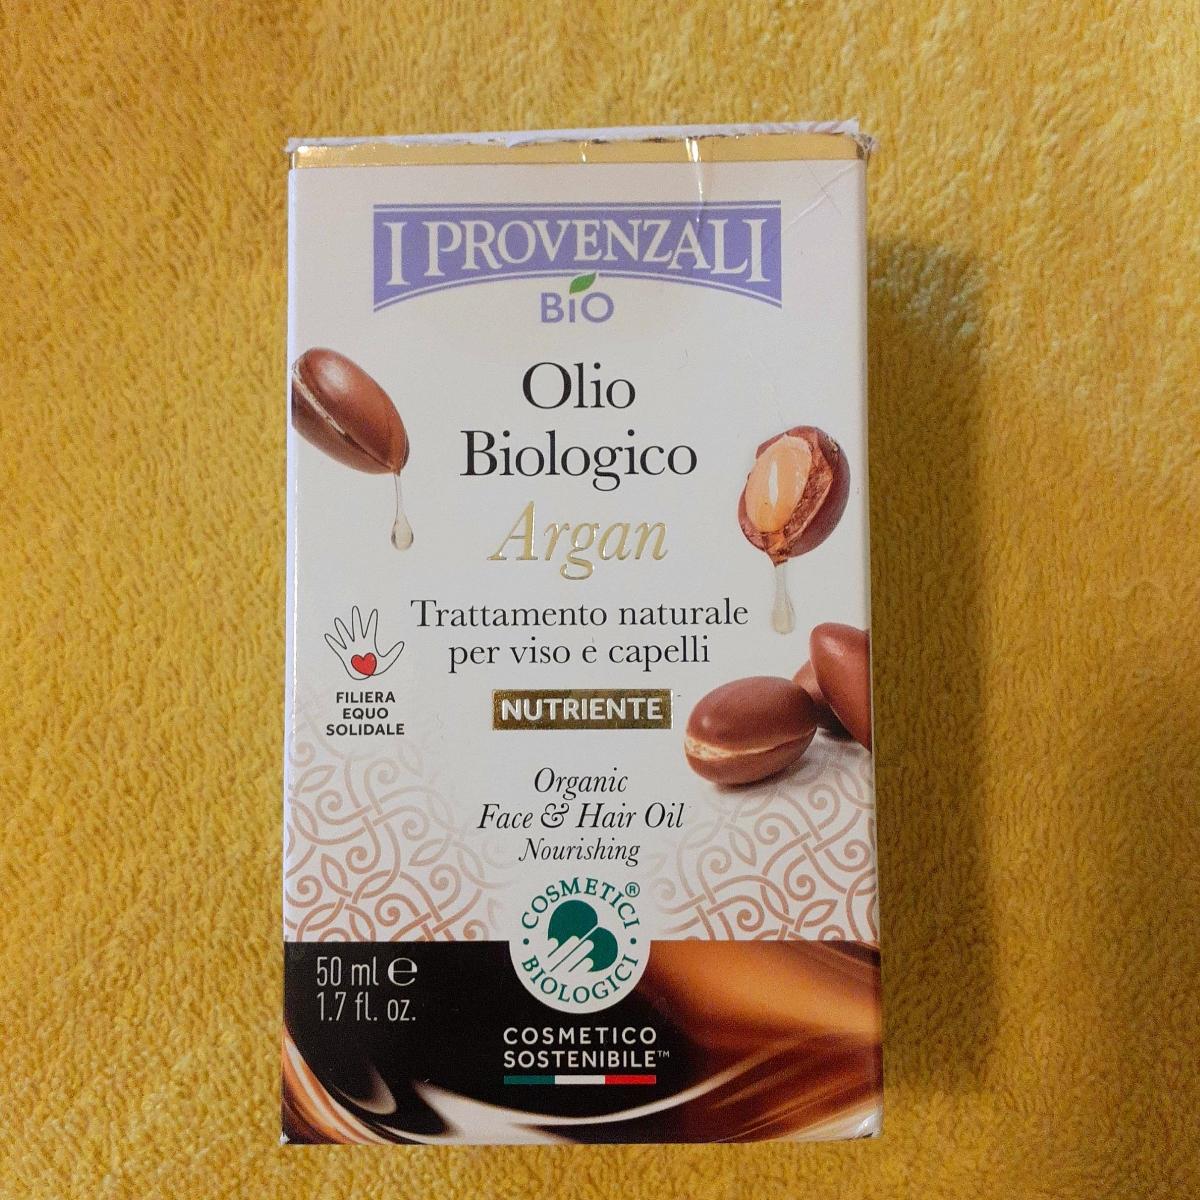 I PROVENZALI
BiO
Olio
Biologico
Argan
Trattamento naturale
per viso e capelli
NUTRIENTE
FILIERA
EQUO
SOLIDALE
Organic
Face & Hair Oil
Nourishing
COSMETICI®
BIOLOGICI
50 ml e
1.7 fl. oz.
COSMETICO
SOSTENIBILE™